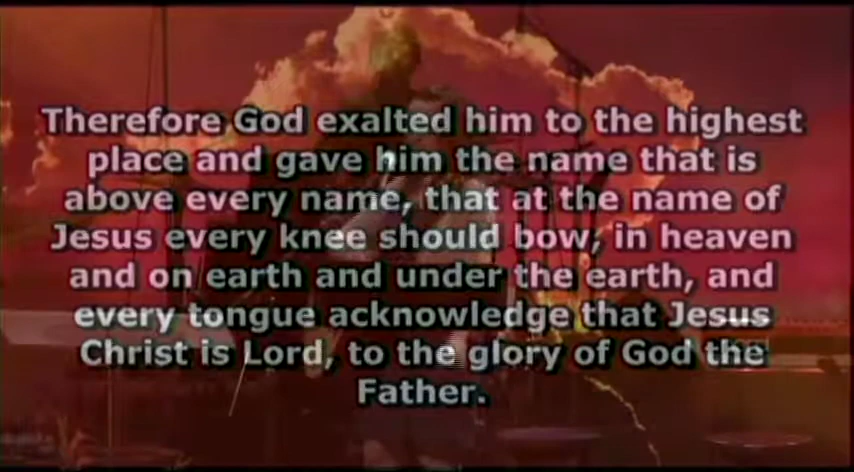 Therefore God exalted him to the highest
place and gave him the name that is
above every name, that at the name of
Jesus every knee should bow, in heaven
and on earth and under the earth, and
every tongue acknowledge that Jesus
Christ is Lord, to the glory of God the
Father.